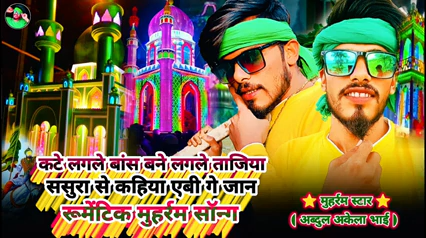 कटे लगले बांस बने लगले ताजिया
ससुरा से कहिया एबी गे जान
रूमेंटिक मुहर्रम सॉन्ग
मुहर्रम स्टार
( अब्दुल अकेला भाई )